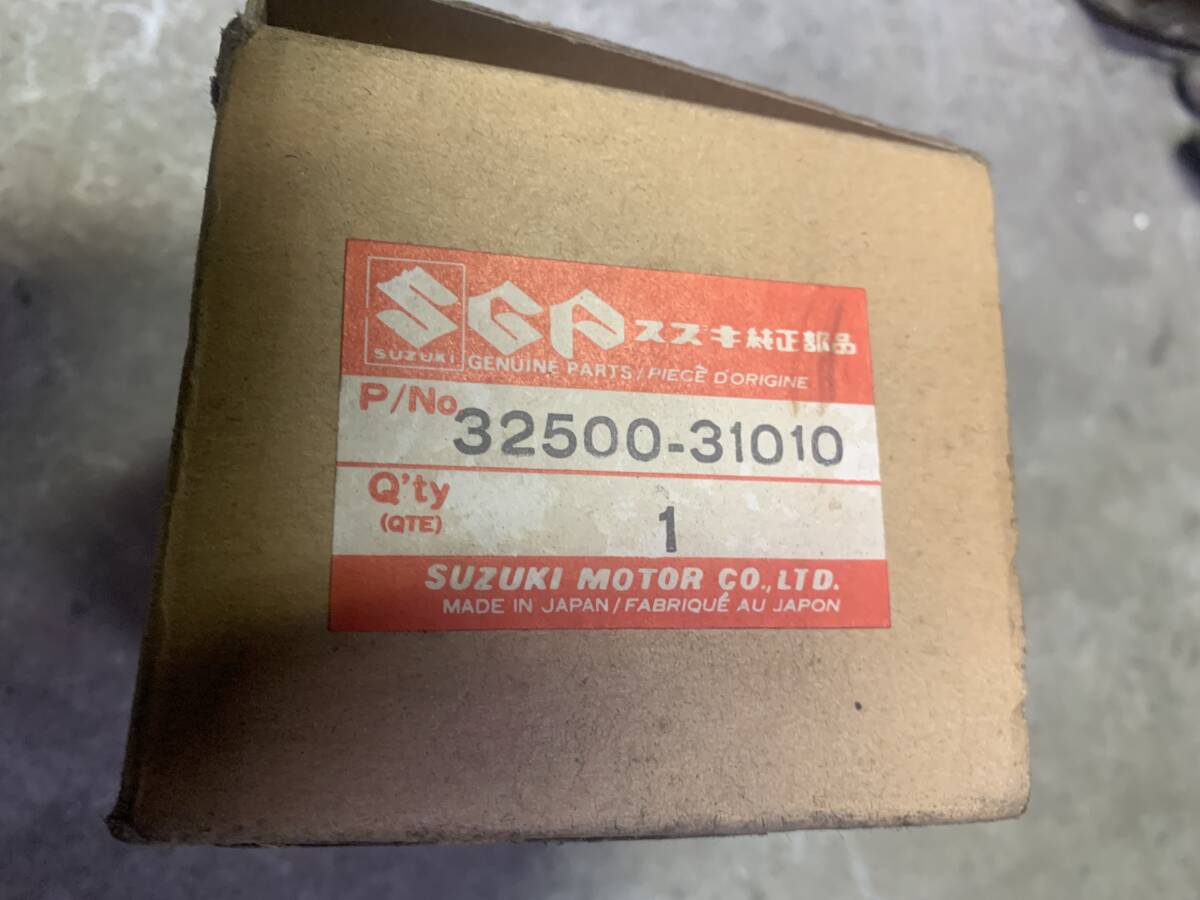 SUZUKI
SGP スズキ純正部品
GENUINE PARTS / PIECE D'ORIGINE
P/No. 32500-31010
Q'ty
(QTE)
1
SUZUKI MOTOR CO., LTD.
MADE IN JAPAN / FABRIQUÉ AU JAPON